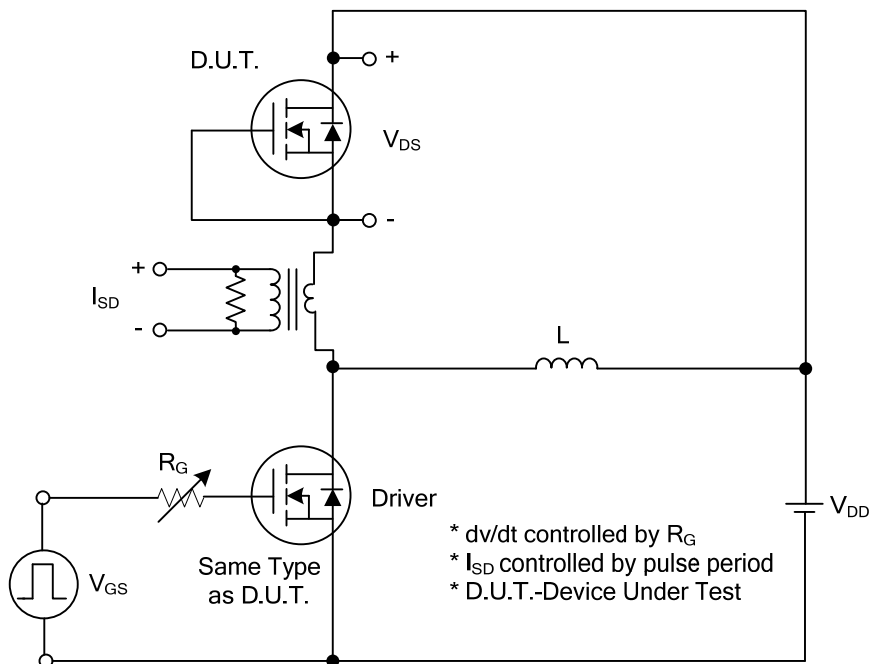 D.U.T.
+
V_DS
-
+
I_SD
-
L
R_G
Driver
V_DD
V_GS
Same Type
as D.U.T.
* dv/dt controlled by R_G
* I_SD controlled by pulse period
* D.U.T.-Device Under Test